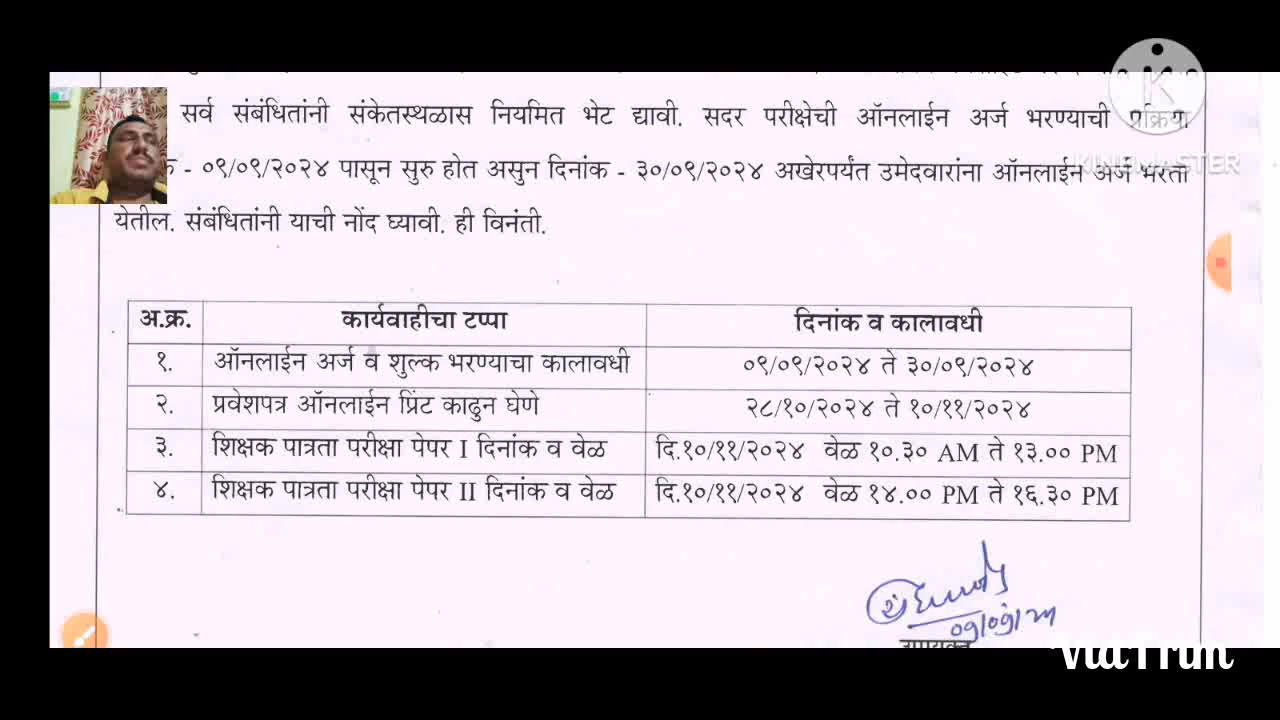 सर्व संबंधितांनी संकेतस्थळास नियमित भेट द्यावी. सदर परीक्षेची ऑनलाईन अर्ज भरण्याची प्रक्रिया
- ०९/०९/२०२४ पासून सुरु होत असुन दिनांक - ३०/०९/२०२४ अखेरपर्यंत उमेदवारांना ऑनलाईन अर्ज भरता
येतील. संबंधितांनी याची नोंद घ्यावी. ही विनंती.
अ.क्र. कार्यवाहीचा टप्पा दिनांक व कालावधी
१. ऑनलाईन अर्ज व शुल्क भरण्याचा कालावधी ०९/०९/२०२४ ते ३०/०९/२०२४
२. प्रवेशपत्र ऑनलाईन प्रिंट काढुन घेणे २८/१०/२०२४ ते १०/११/२०२४
३. शिक्षक पात्रता परीक्षा पेपर I दिनांक व वेळ दि.१०/११/२०२४ वेळ १०.३० AM ते १३.०० PM
४. शिक्षक पात्रता परीक्षा पेपर II दिनांक व वेळ दि.१०/११/२०२४ वेळ १४.०० PM ते १६.३० PM
K
KINEMASTER
VidTrim